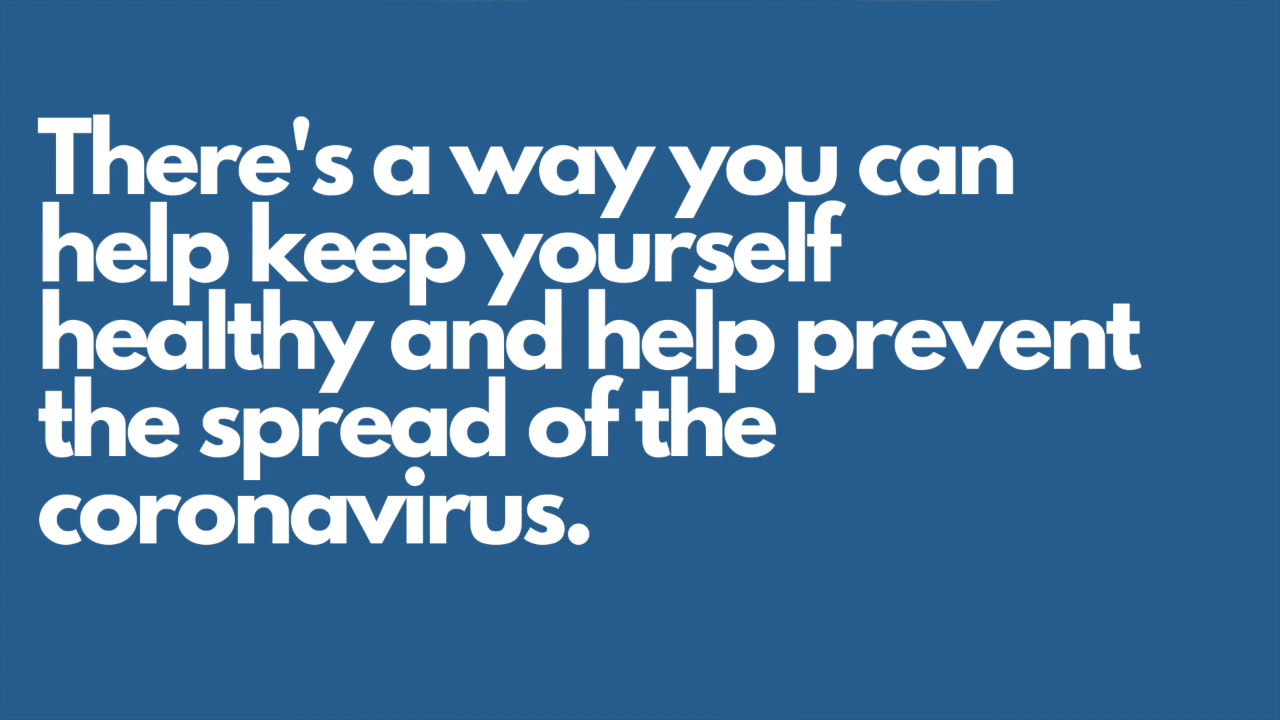 There's a way you can
help keep yourself
healthy and help prevent
the spread of the
coronavirus.